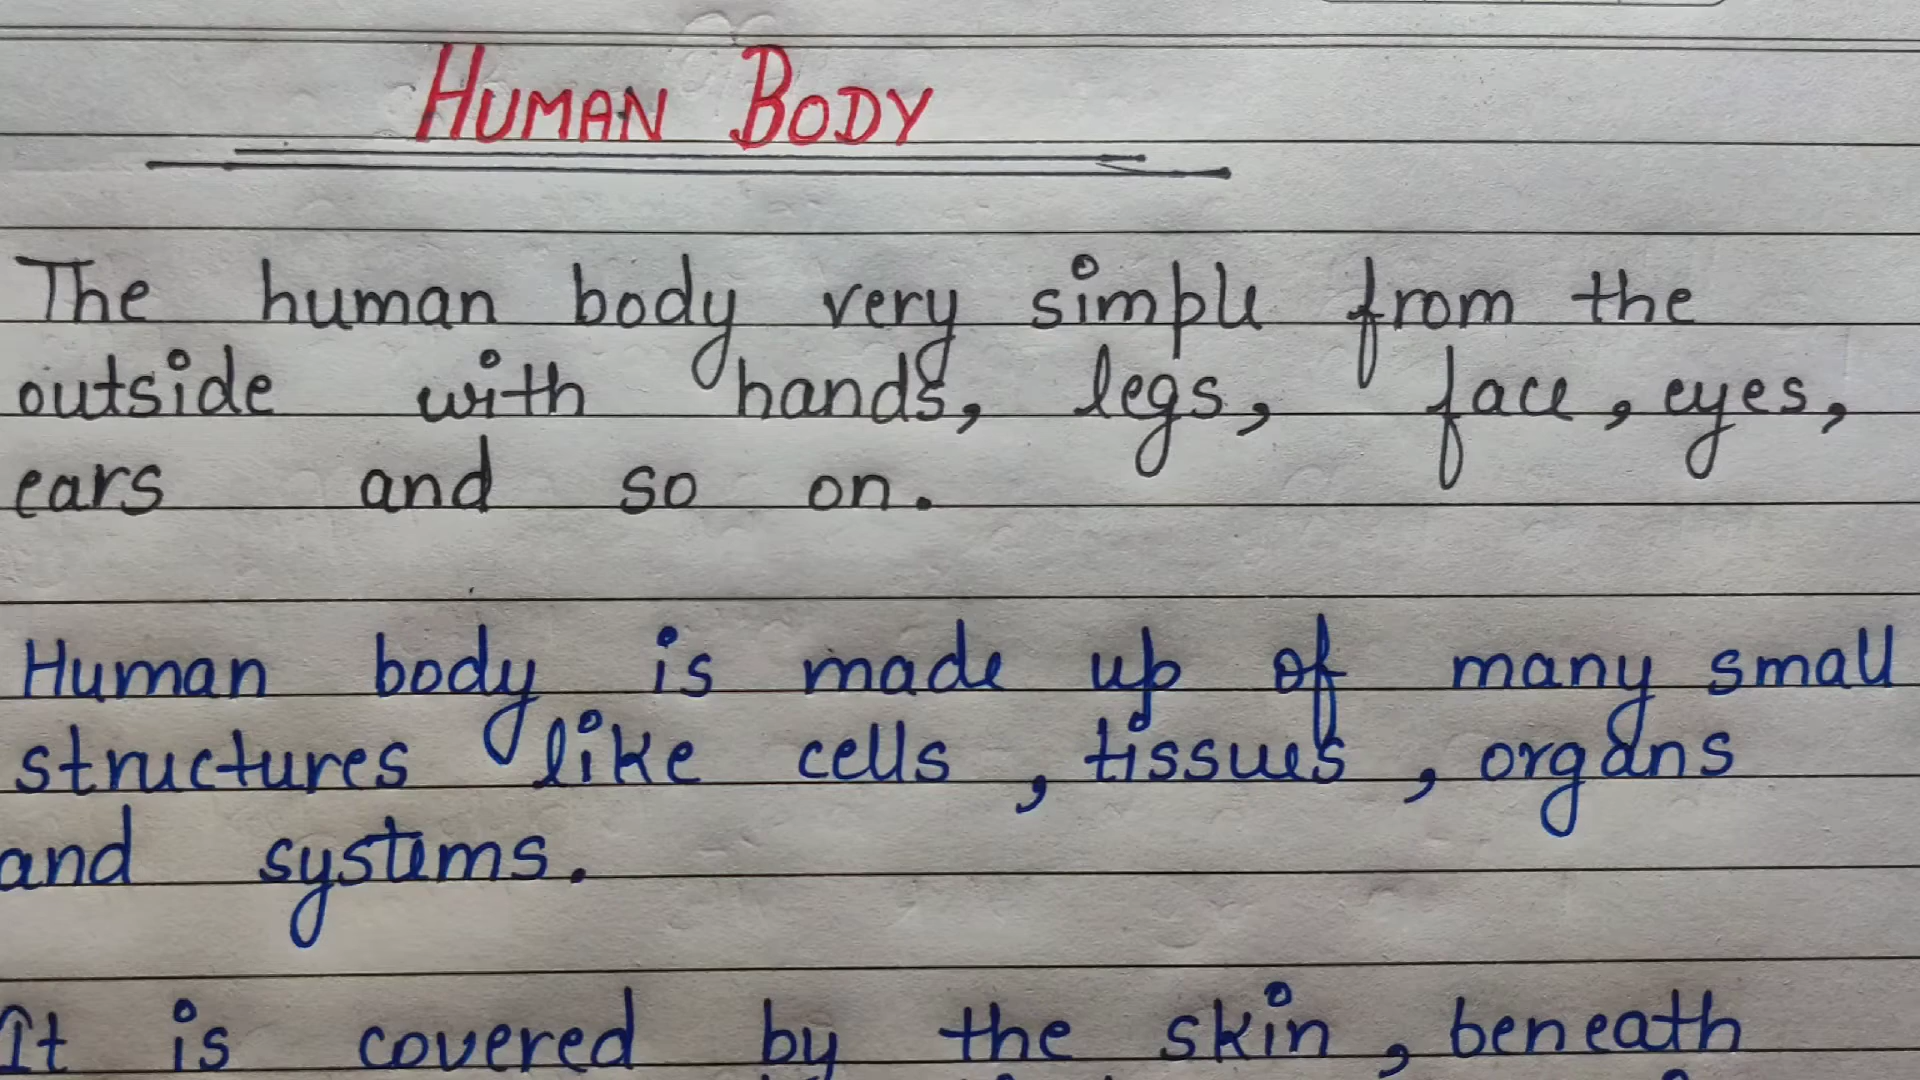 HUMAN BODY
The human body very simple from the
outside with hands, legs, face, eyes,
ears and so on.
Human body is made up of many small
structures like cells, tissues, organs
and systems.
It is covered by the skin, beneath